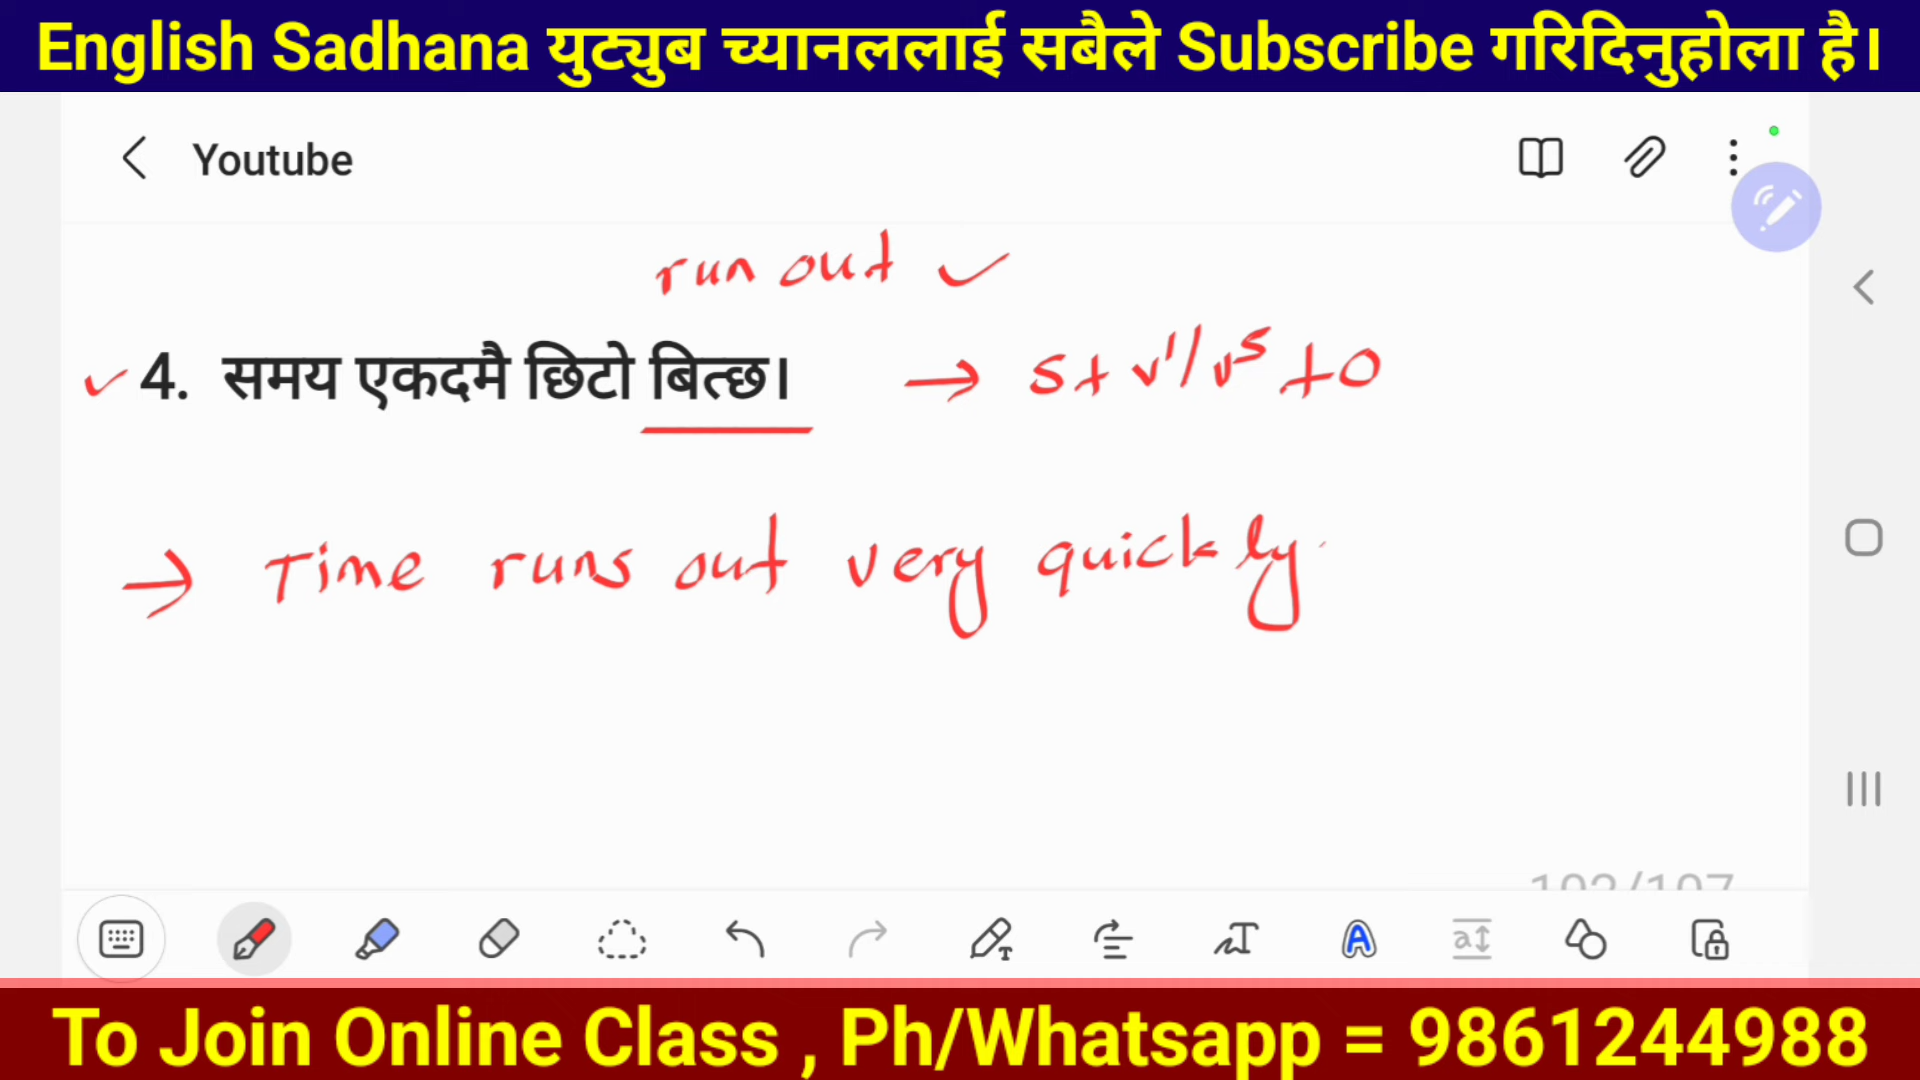 English Sadhana युट्युब च्यानललाई सबैले Subscribe गरिदिनुहोला है।
Youtube
run out ✓
✓ 4. समय एकदमै छिटो बित्छ। → S + v¹/v⁵ + O
→ Time runs out very quickly.
To Join Online Class , Ph/Whatsapp = 9861244988